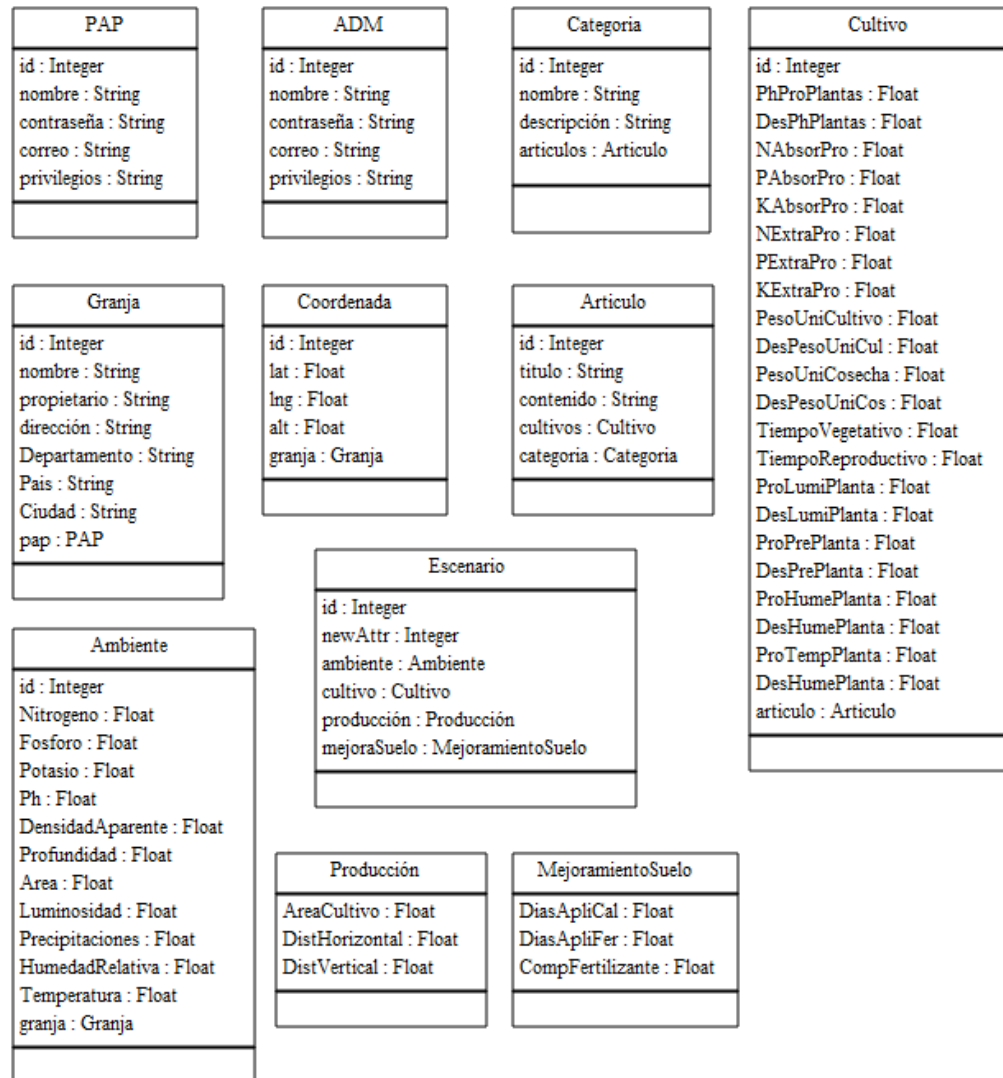 PAP
id : Integer
nombre : String
contraseña : String
correo : String
privilegios : String
ADM
id : Integer
nombre : String
contraseña : String
correo : String
privilegios : String
Categoria
id : Integer
nombre : String
descripción : String
articulos : Articulo
Cultivo
id : Integer
PhProPlantas : Float
DesPhPlantas : Float
NAbsorPro : Float
PAbsorPro : Float
KAbsorPro : Float
NExtraPro : Float
PExtraPro : Float
KExtraPro : Float
PesoUniCultivo : Float
DesPesoUniCul : Float
PesoUniCosecha : Float
DesPesoUniCos : Float
TiempoVegetativo : Float
TiempoReproductivo : Float
ProLumiPlanta : Float
DesLumiPlanta : Float
ProPrePlanta : Float
DesPrePlanta : Float
ProHumePlanta : Float
DesHumePlanta : Float
ProTempPlanta : Float
DesHumePlanta : Float
articulo : Articulo
Granja
id : Integer
nombre : String
propietario : String
dirección : String
Departamento : String
Pais : String
Ciudad : String
pap : PAP
Coordenada
id : Integer
lat : Float
lng : Float
alt : Float
granja : Granja
Articulo
id : Integer
titulo : String
contenido : String
cultivos : Cultivo
categoria : Categoria
Escenario
id : Integer
newAttr : Integer
ambiente : Ambiente
cultivo : Cultivo
producción : Producción
mejoraSuelo : MejoramientoSuelo
Ambiente
id : Integer
Nitrogeno : Float
Fosforo : Float
Potasio : Float
Ph : Float
DensidadAparente : Float
Profundidad : Float
Area : Float
Luminosidad : Float
Precipitaciones : Float
HumedadRelativa : Float
Temperatura : Float
granja : Granja
Producción
AreaCultivo : Float
DistHorizontal : Float
DistVertical : Float
MejoramientoSuelo
DiasApliCal : Float
DiasApliFer : Float
CompFertilizante : Float